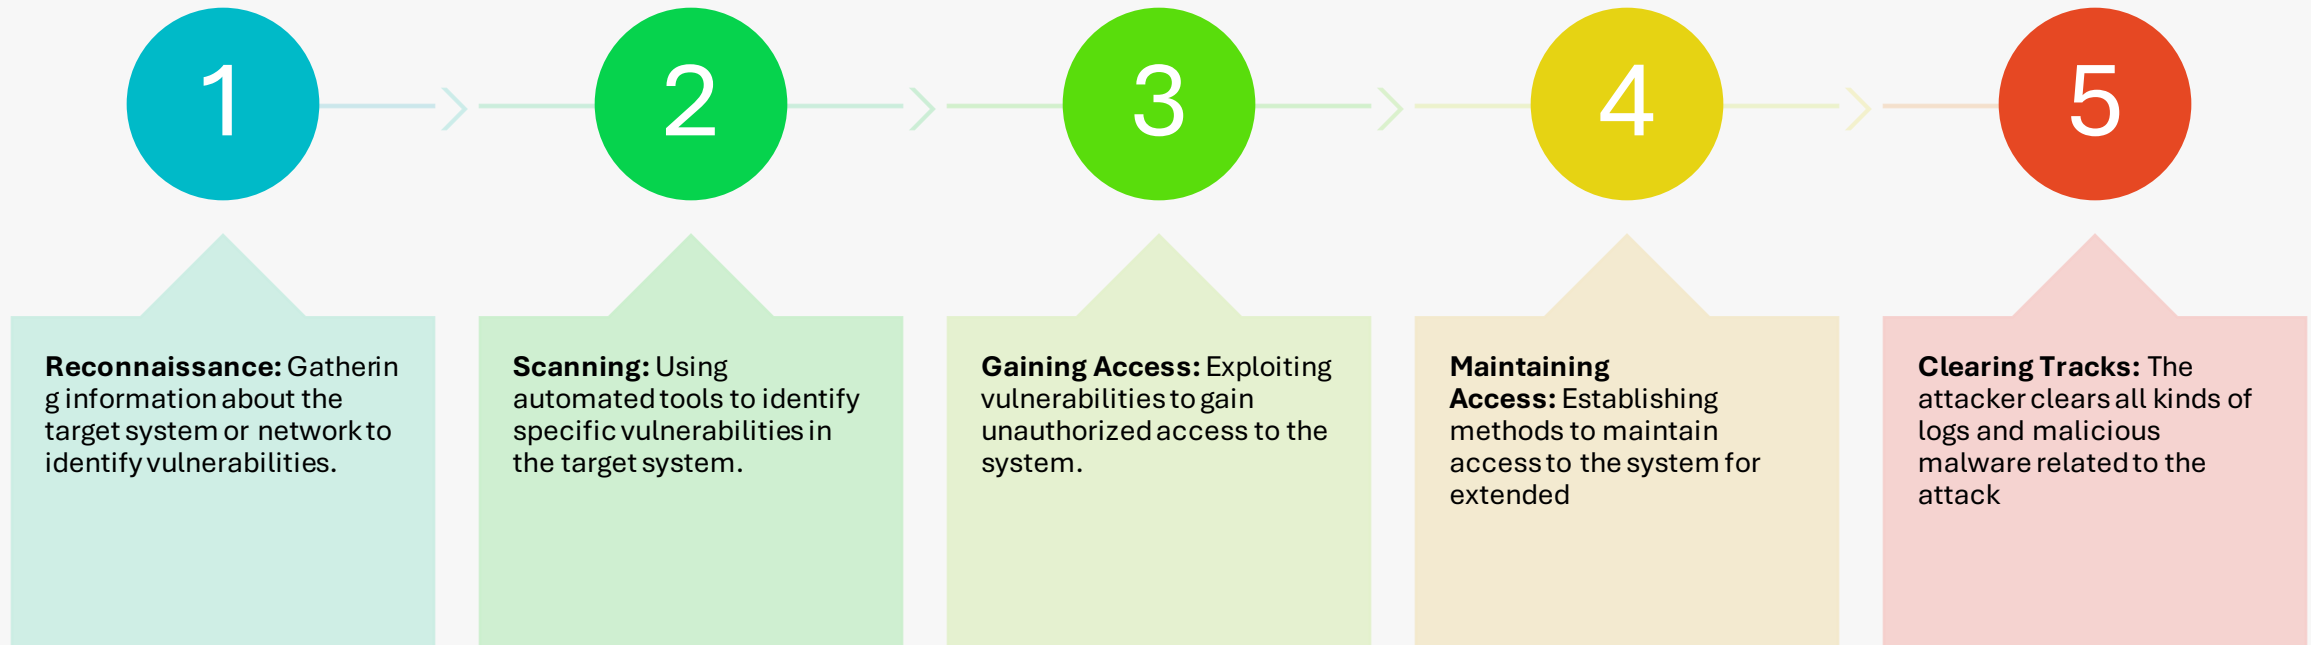 1
2
3
4
5
Reconnaissance: Gatherin
g information about the
target system or network to
identify vulnerabilities.
Scanning: Using
automated tools to identify
specific vulnerabilities in
the target system.
Gaining Access: Exploiting
vulnerabilities to gain
unauthorized access to the
system.
Maintaining
Access: Establishing
methods to maintain
access to the system for
extended
Clearing Tracks: The
attacker clears all kinds of
logs and malicious
malware related to the
attack